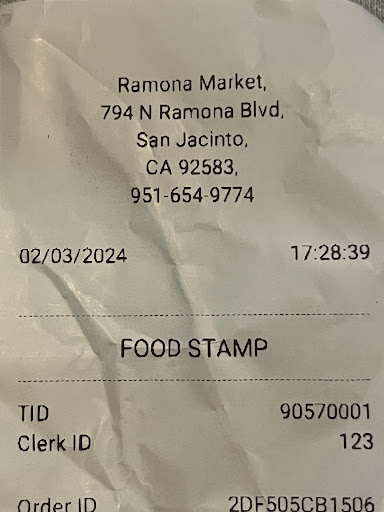 Ramona Market,
794 N Ramona Blvd,
San Jacinto,
CA 92583,
951-654-9774
02/03/2024 17:28:39
FOOD STAMP
TID 90570001
Clerk ID 123
Order ID 2DF505CB1506